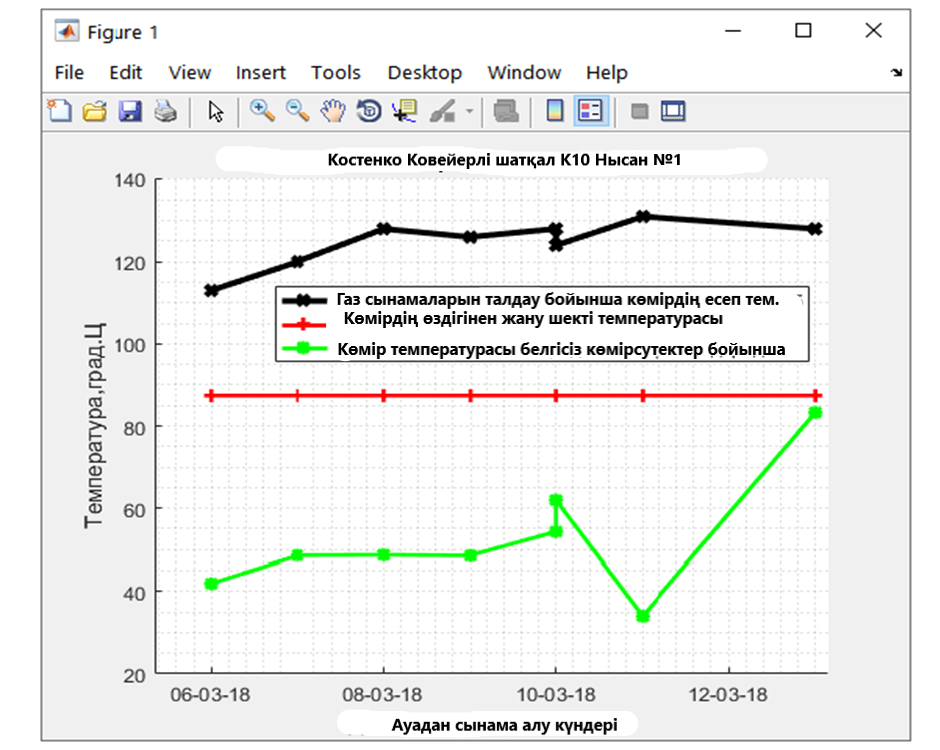 Figure 1
File Edit View Insert Tools Desktop Window Help
Костенко Ковейерлі шатқал К10 Нысан №1
140
120
100
80
60
40
20
Температура,град.Ц
Газ сынамаларын талдау бойынша көмірдің есеп тем.
Көмірдің өздігінен жану шекті температурасы
Көмір температурасы белгісіз көмірсутектер бойынша
06-03-18 08-03-18 10-03-18 12-03-18
Ауадан сынама алу күндері